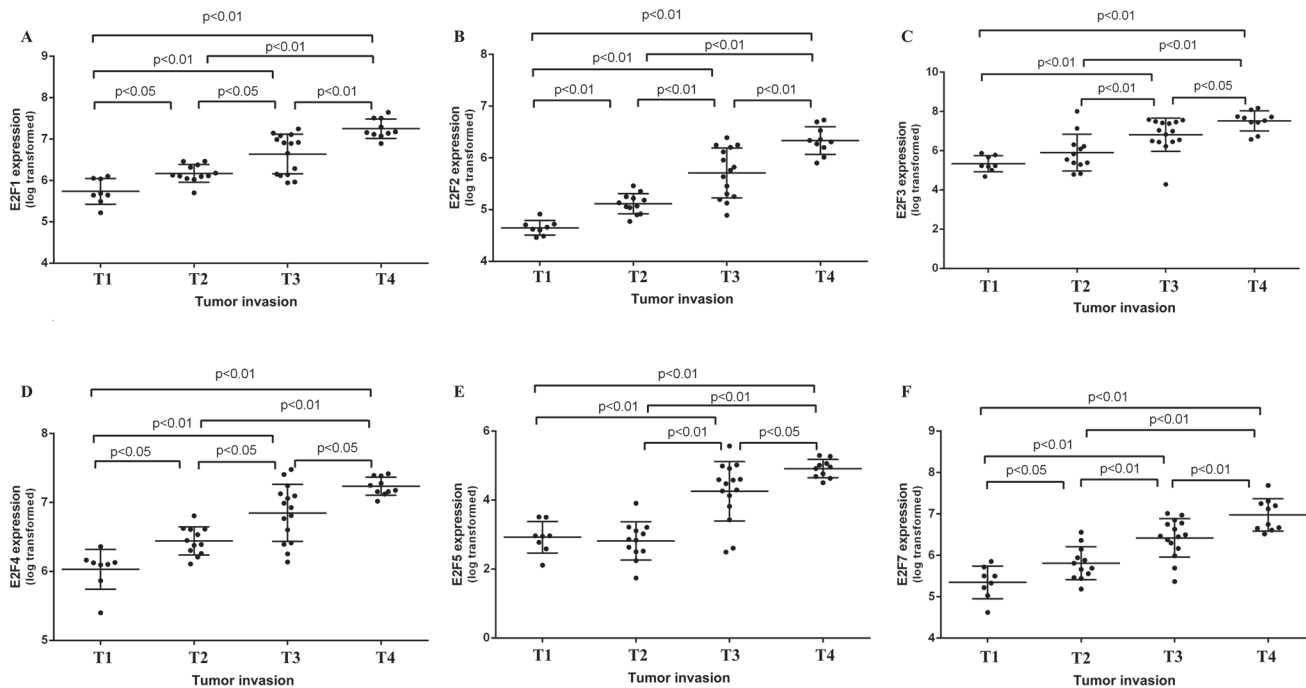 A
p<0.01
p<0.01
p<0.01
p<0.05
p<0.05
p<0.01
E2F1 expression
(log transformed)
9
8
7
6
5
4
T1 T2 T3 T4
Tumor invasion
B
p<0.01
p<0.01
p<0.01
p<0.01
p<0.01
p<0.01
E2F2 expression
(log transformed)
8
7
6
5
4
T1 T2 T3 T4
Tumor invasion
C
p<0.01
p<0.01
p<0.01
p<0.01
p<0.05
E2F3 expression
(log transformed)
10
8
6
4
2
0
T1 T2 T3 T4
Tumor invasion
D
p<0.01
p<0.01
p<0.01
p<0.05
p<0.05
p<0.05
E2F4 expression
(log transformed)
8
7
6
5
T1 T2 T3 T4
Tumor invasion
E
p<0.01
p<0.01
p<0.01
p<0.01
p<0.05
E2F5 expression
(log transformed)
6
4
2
0
T1 T2 T3 T4
Tumor invasion
F
p<0.01
p<0.01
p<0.01
p<0.05
p<0.01
p<0.01
E2F7 expression
(log transformed)
9
8
7
6
5
4
T1 T2 T3 T4
Tumor invasion